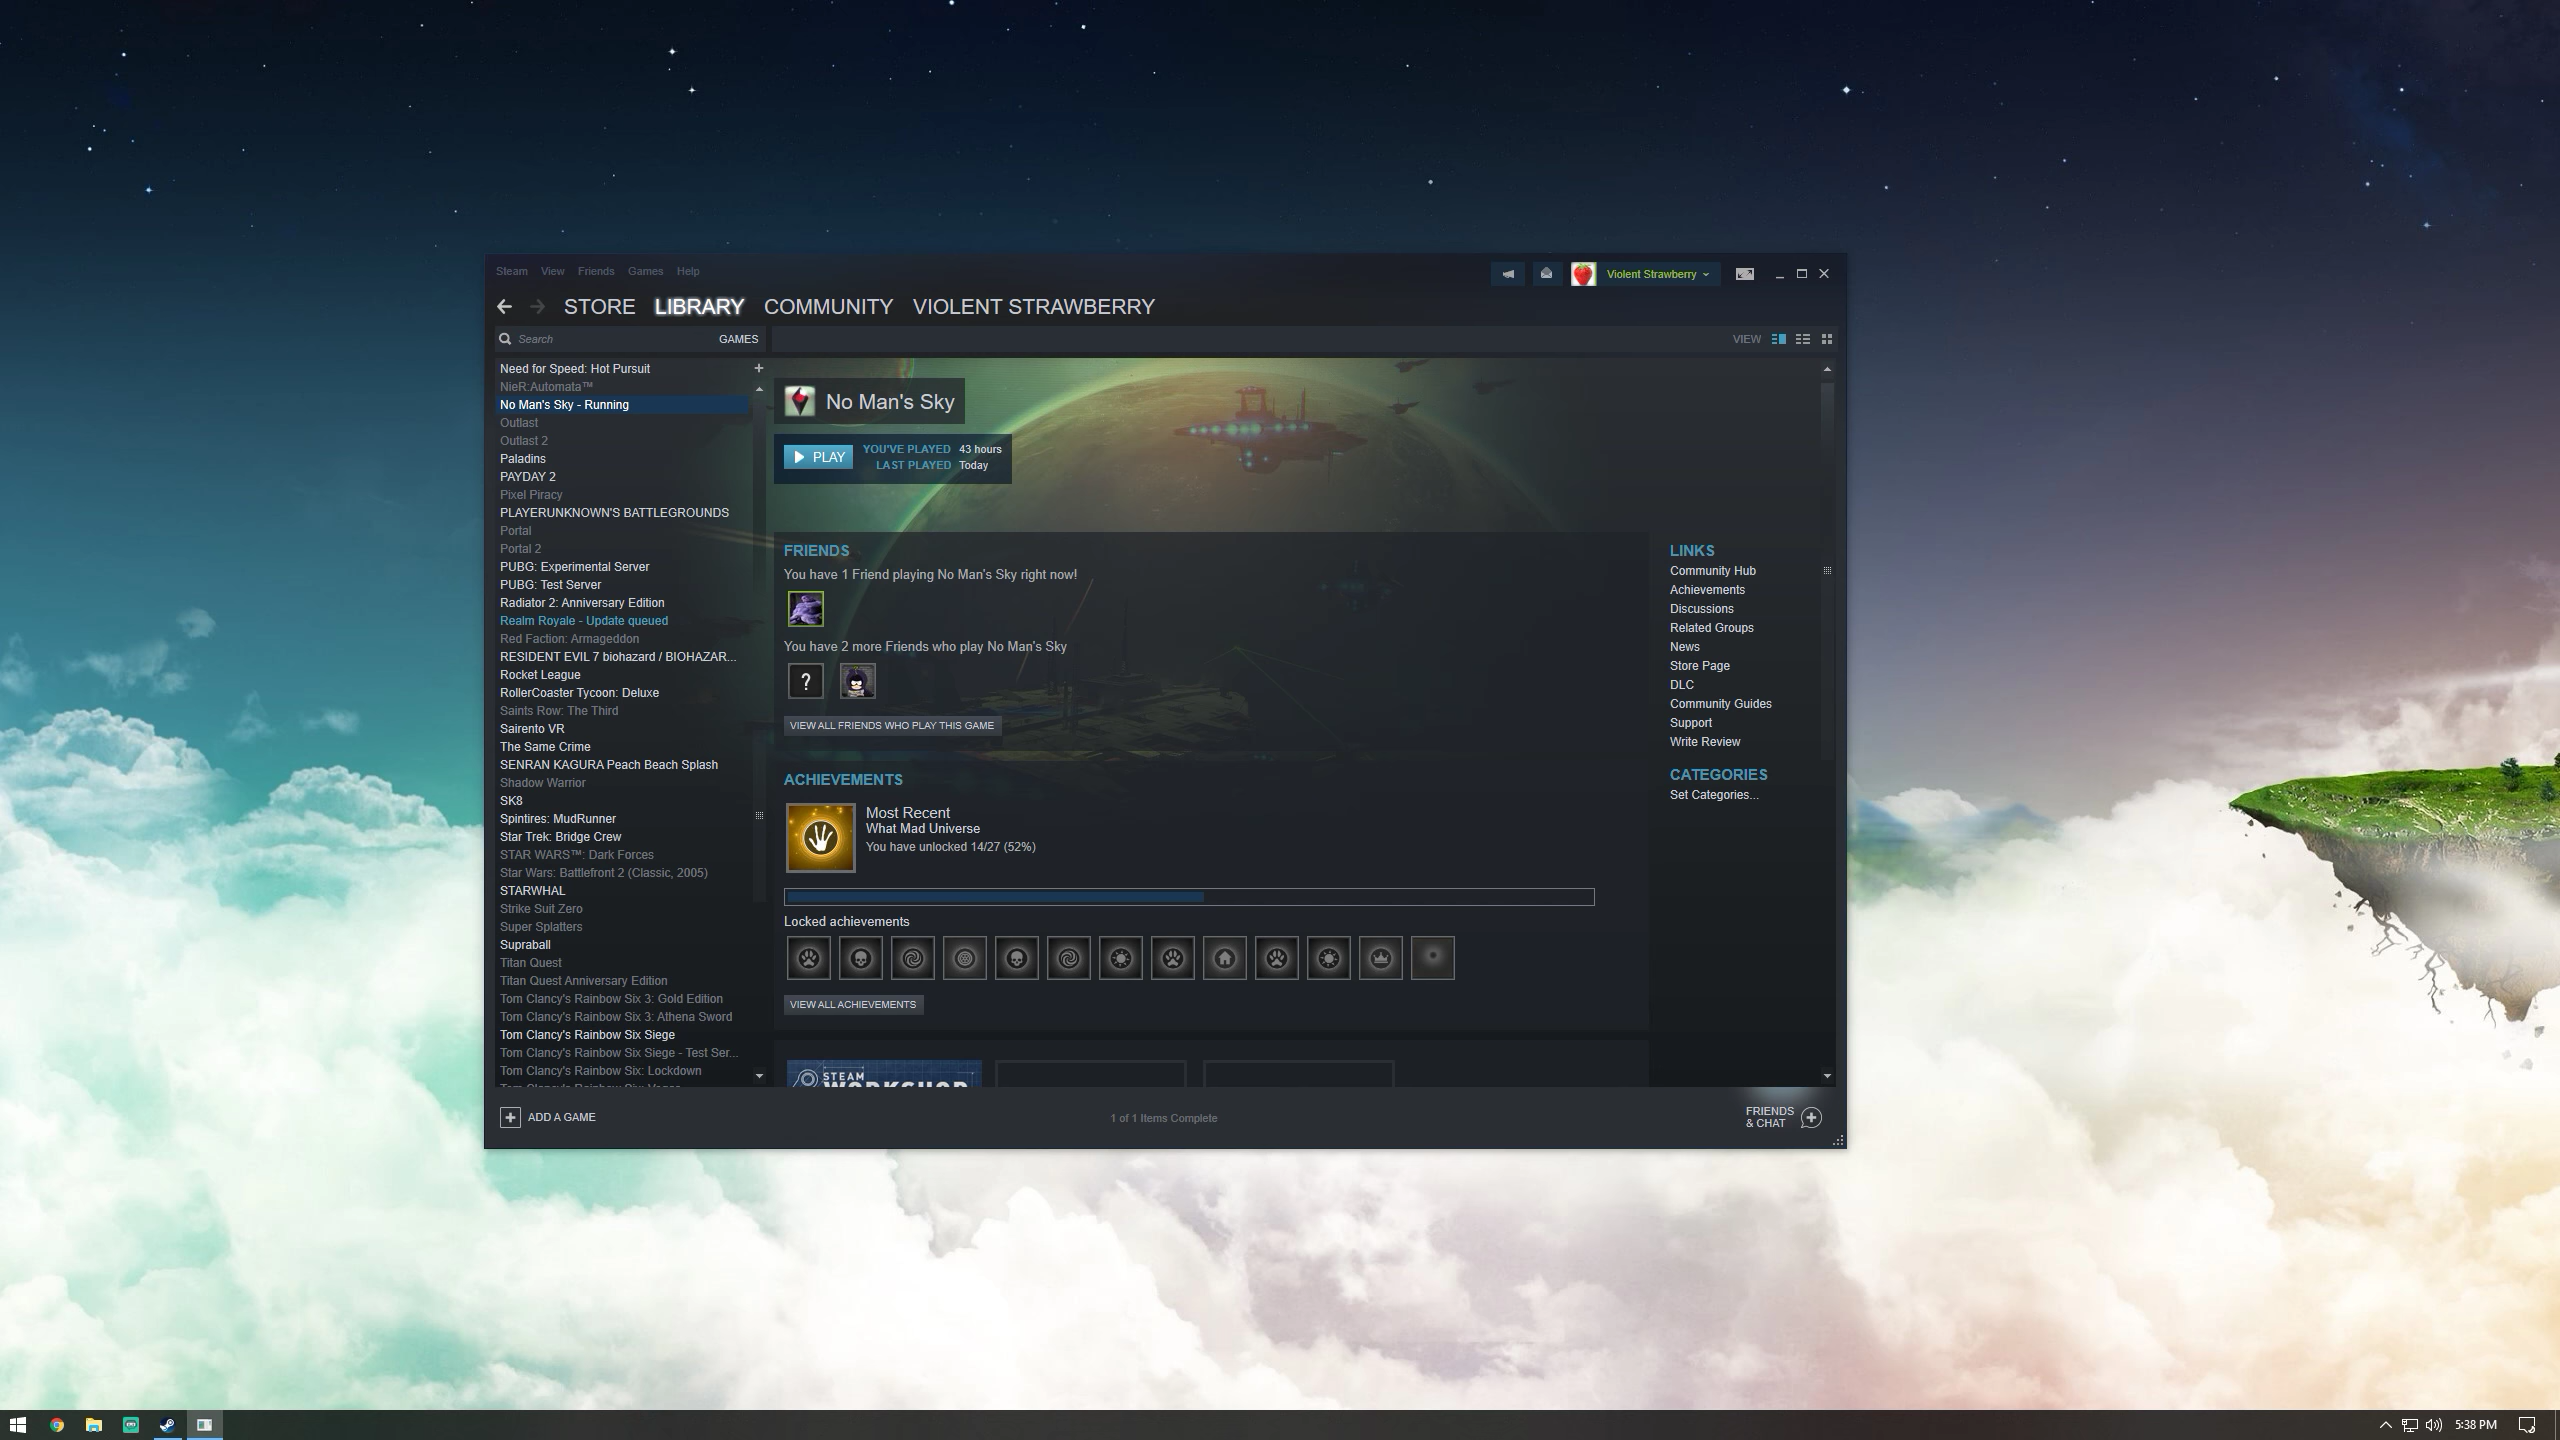 Steam View Friends Games Help
Violent Strawberry
STORE LIBRARY COMMUNITY VIOLENT STRAWBERRY
Search GAMES
VIEW
Need for Speed: Hot Pursuit
NieR:Automata™
No Man's Sky - Running
Outlast
Outlast 2
Paladins
PAYDAY 2
Pixel Piracy
PLAYERUNKNOWN'S BATTLEGROUNDS
Portal
Portal 2
PUBG: Experimental Server
PUBG: Test Server
Radiator 2: Anniversary Edition
Realm Royale - Update queued
Red Faction: Armageddon
RESIDENT EVIL 7 biohazard / BIOHAZAR...
Rocket League
RollerCoaster Tycoon: Deluxe
Saints Row: The Third
Sairento VR
The Same Crime
SENRAN KAGURA Peach Beach Splash
Shadow Warrior
SK8
Spintires: MudRunner
Star Trek: Bridge Crew
STAR WARS™: Dark Forces
Star Wars: Battlefront 2 (Classic, 2005)
STARWHAL
Strike Suit Zero
Super Splatters
Supraball
Titan Quest
Titan Quest Anniversary Edition
Tom Clancy's Rainbow Six 3: Gold Edition
Tom Clancy's Rainbow Six 3: Athena Sword
Tom Clancy's Rainbow Six Siege
Tom Clancy's Rainbow Six Siege - Test Ser...
Tom Clancy's Rainbow Six: Lockdown
No Man's Sky
PLAY
YOU'VE PLAYED 43 hours
LAST PLAYED Today
FRIENDS
You have 1 Friend playing No Man's Sky right now!
You have 2 more Friends who play No Man's Sky
?
VIEW ALL FRIENDS WHO PLAY THIS GAME
ACHIEVEMENTS
Most Recent
What Mad Universe
You have unlocked 14/27 (52%)
Locked achievements
VIEW ALL ACHIEVEMENTS
STEAM
WORKSHOP
LINKS
Community Hub
Achievements
Discussions
Related Groups
News
Store Page
DLC
Community Guides
Support
Write Review
CATEGORIES
Set Categories...
ADD A GAME
1 of 1 Items Complete
FRIENDS
& CHAT
5:38 PM